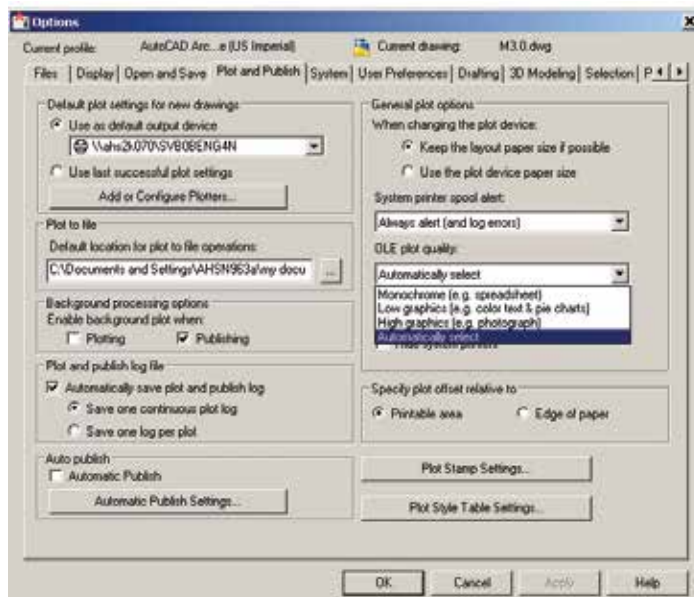 Options
Current profile: AutoCAD Arc...e (US Imperial) Current drawing: M3.0.dwg
Files Display Open and Save Plot and Publish System User Preferences Drafting 3D Modeling Selection P
Default plot settings for new drawings
Use as default output device
\\ahs2k070\SVB0BENG4N
Use last successful plot settings
Add or Configure Plotters...
Plot to file
Default location for plot to file operations:
C:\Documents and Settings\AHSN963a\my docu
...
Background processing options
Enable background plot when:
Plotting Publishing
Plot and publish log file
Automatically save plot and publish log
Save one continuous plot log
Save one log per plot
Auto publish
Automatic Publish
Automatic Publish Settings...
General plot options
When changing the plot device:
Keep the layout paper size if possible
Use the plot device paper size
System printer spool alert:
Always alert (and log errors)
OLE plot quality:
Automatically select
Monochrome (e.g. spreadsheet)
Low graphics (e.g. color text & pie charts)
High graphics (e.g. photograph)
Automatically select
Hide system printers
Specify plot offset relative to
Printable area Edge of paper
Plot Stamp Settings...
Plot Style Table Settings...
OK Cancel Apply Help